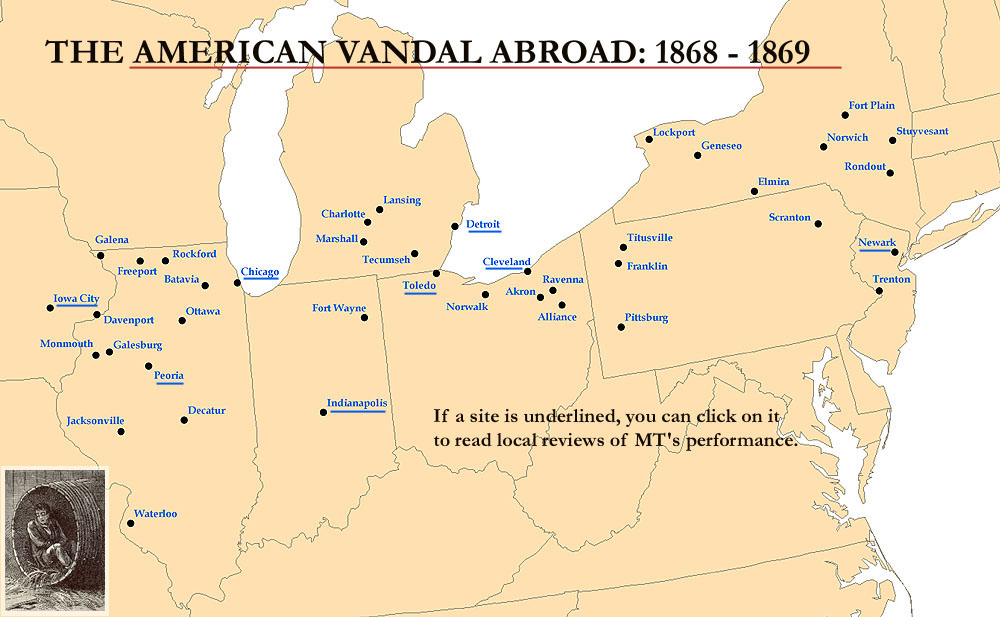 THE AMERICAN VANDAL ABROAD: 1868 - 1869
Fort Plain
Lockport
Geneseo
Norwich
Stuyvesant
Rondout
Elmira
Lansing
Charlotte
Detroit
Marshall
Tecumseh
Scranton
Titusville
Newark
Galena
Rockford
Freeport
Batavia
Chicago
Cleveland
Franklin
Toledo
Ravenna
Akron
Trenton
Iowa City
Davenport
Ottawa
Fort Wayne
Norwalk
Alliance
Pittsburg
Monmouth
Galesburg
Peoria
Indianapolis
Decatur
Jacksonville
If a site is underlined, you can click on it
to read local reviews of MT's performance.
Waterloo